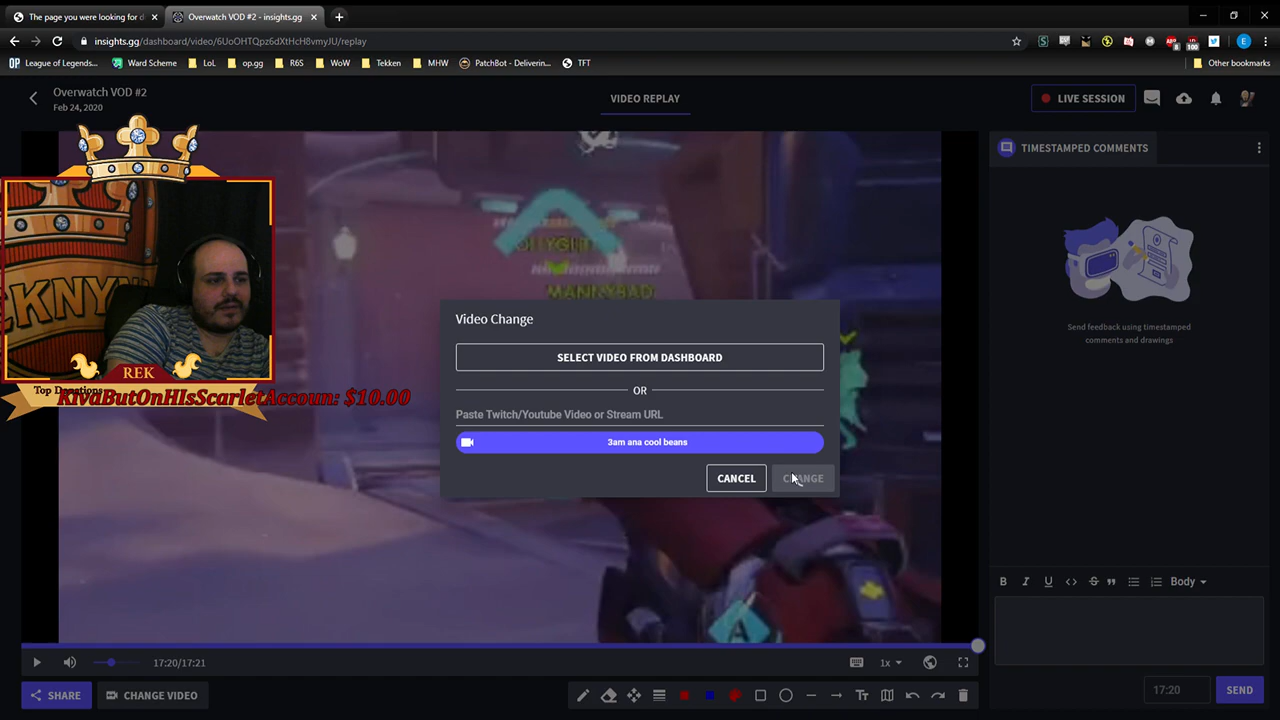 The page you were looking for d
Overwatch VOD #2 - insights.gg
insights.gg/dashboard/video/6UoOHTQpz6dXtHcH8vmyJU/replay
League of Legends...
Ward Scheme
LoL
op.gg
R6S
WoW
Tekken
MHW
PatchBot - Deliverin...
TFT
Other bookmarks
Overwatch VOD #2
Feb 24, 2020
VIDEO REPLAY
LIVE SESSION
TIMESTAMPED COMMENTS
MANNYBAD
CKNYN
REK
Top Donations
KivaButOnHIsScarletAccoun: $10.00
Video Change
SELECT VIDEO FROM DASHBOARD
OR
Paste Twitch/Youtube Video or Stream URL
3am ana cool beans
CANCEL
CHANGE
Send feedback using timestamped
comments and drawings
Body
17:20/17:21
1x
SHARE
CHANGE VIDEO
17:20
SEND